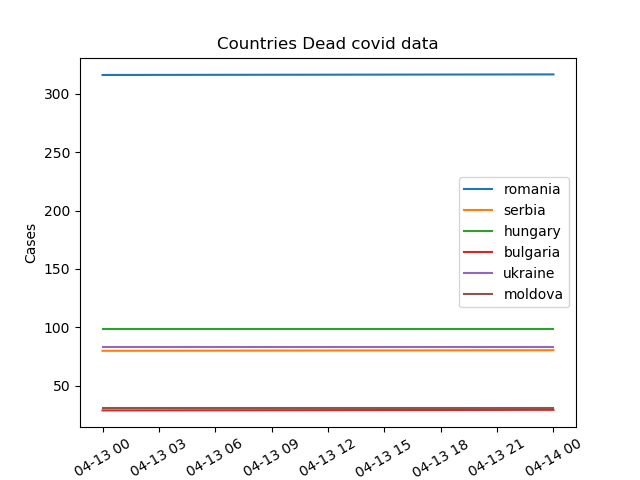 Countries Dead covid data
Cases
300
250
200
150
100
50
romania
serbia
hungary
bulgaria
ukraine
moldova
04-13 00
04-13 03
04-13 06
04-13 09
04-13 12
04-13 15
04-13 18
04-13 21
04-14 00